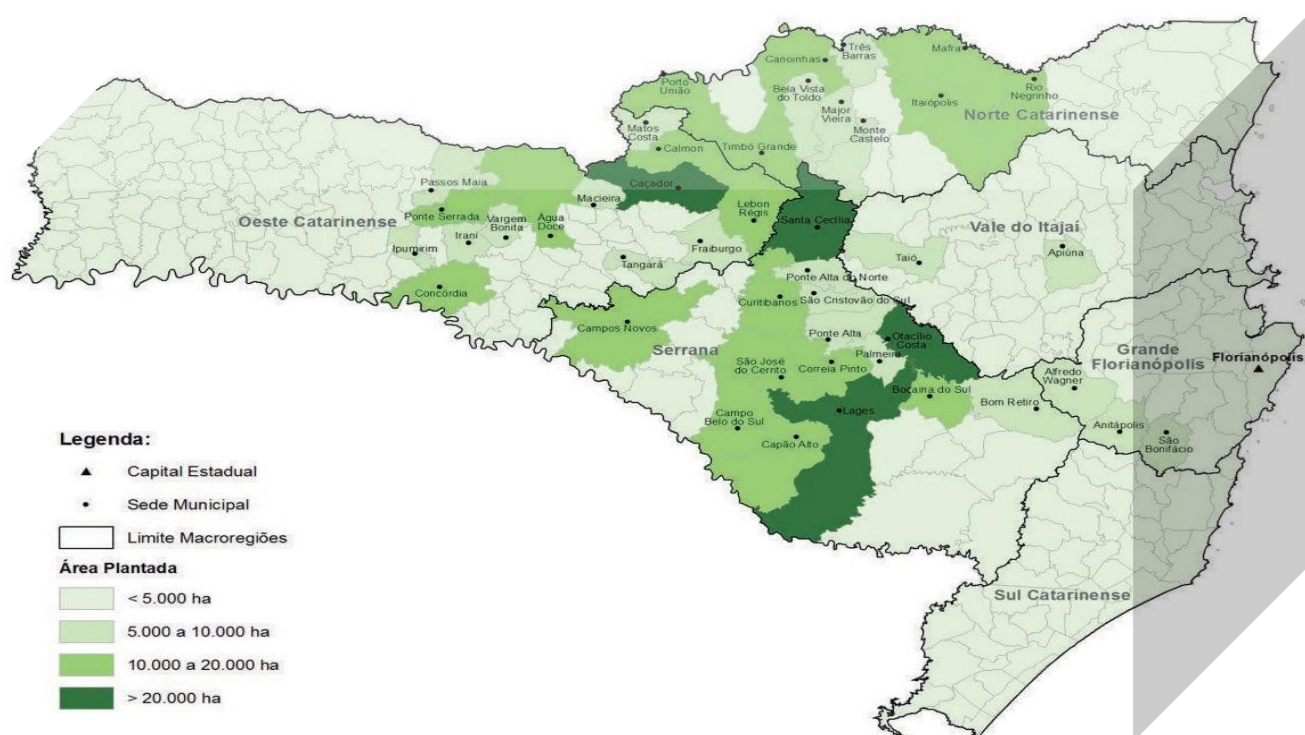 Três
Barras
Mafra
Canoinhas
Porto
União
Bela Vista
do Toldo
Rio
Negrinho
Itaiópolis
Major
Vieira
Norte Catarinense
Matos
Costa
Monte
Castelo
Calmon
Timbó Grande
Passos Maia
Caçador
Macieira
Lebon
Régis
Oeste Catarinense
Ponte Serrada
Vargem
Bonita
Água
Doce
Santa Cecília
Vale do Itajaí
Irani
Ipumirim
Fraiburgo
Taió
Apiúna
Tangará
Ponte Alta do Norte
Concórdia
Curitibanos
São Cristovão do Sul
Campos Novos
Ponte Alta
Otacílio
Costa
Serrana
Palmeira
Grande
Florianópolis
Florianópolis
São José
do Cerrito
Correia Pinto
Alfredo
Wagner
Bocaina do Sul
Bom Retiro
Lages
Campo
Belo do Sul
Anitápolis
São
Bonifácio
Capão Alto
Sul Catarinense
Legenda:
Capital Estadual
Sede Municipal
Limite Macroregiões
Área Plantada
< 5.000 ha
5.000 a 10.000 ha
10.000 a 20.000 ha
> 20.000 ha